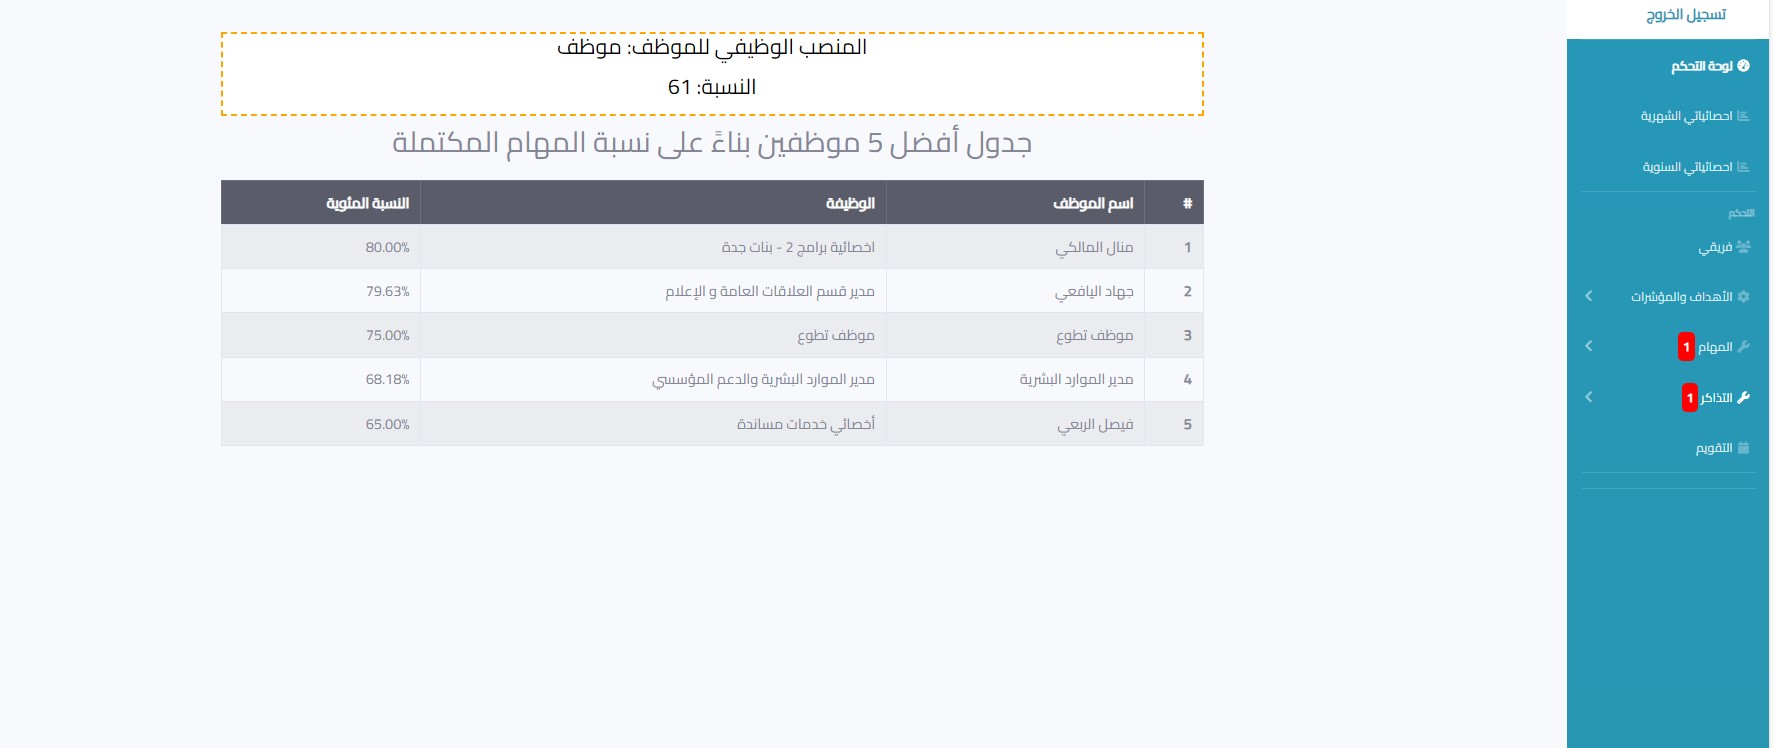 تسجيل الخروج
لوحة التحكم
احصائياتي الشهرية
احصائياتي السنوية
التحكم
فريقي
الأهداف والمؤشرات
المهام 1
التذاكر 1
التقويم
المنصب الوظيفي للموظف: موظف
النسبة: 61
جدول أفضل 5 موظفين بناءً على نسبة المهام المكتملة
# اسم الموظف الوظيفة النسبة المئوية
1 منال المالكي اخصائية برامج 2 - بنات جدة 80.00%
2 جهاد اليافعي مدير قسم العلاقات العامة و الإعلام 79.63%
3 موظف تطوع موظف تطوع 75.00%
4 مدير الموارد البشرية مدير الموارد البشرية والدعم المؤسسي 68.18%
5 فيصل الربعي أخصائي خدمات مساندة 65.00%